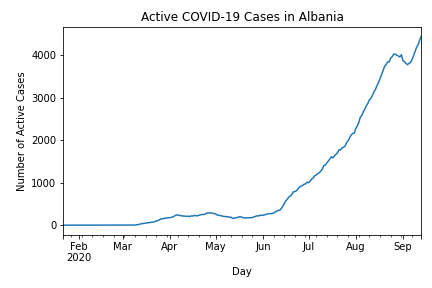 Active COVID-19 Cases in Albania
Number of Active Cases
4000
3000
2000
1000
0
Feb Mar Apr May Jun Jul Aug Sep
2020
Day